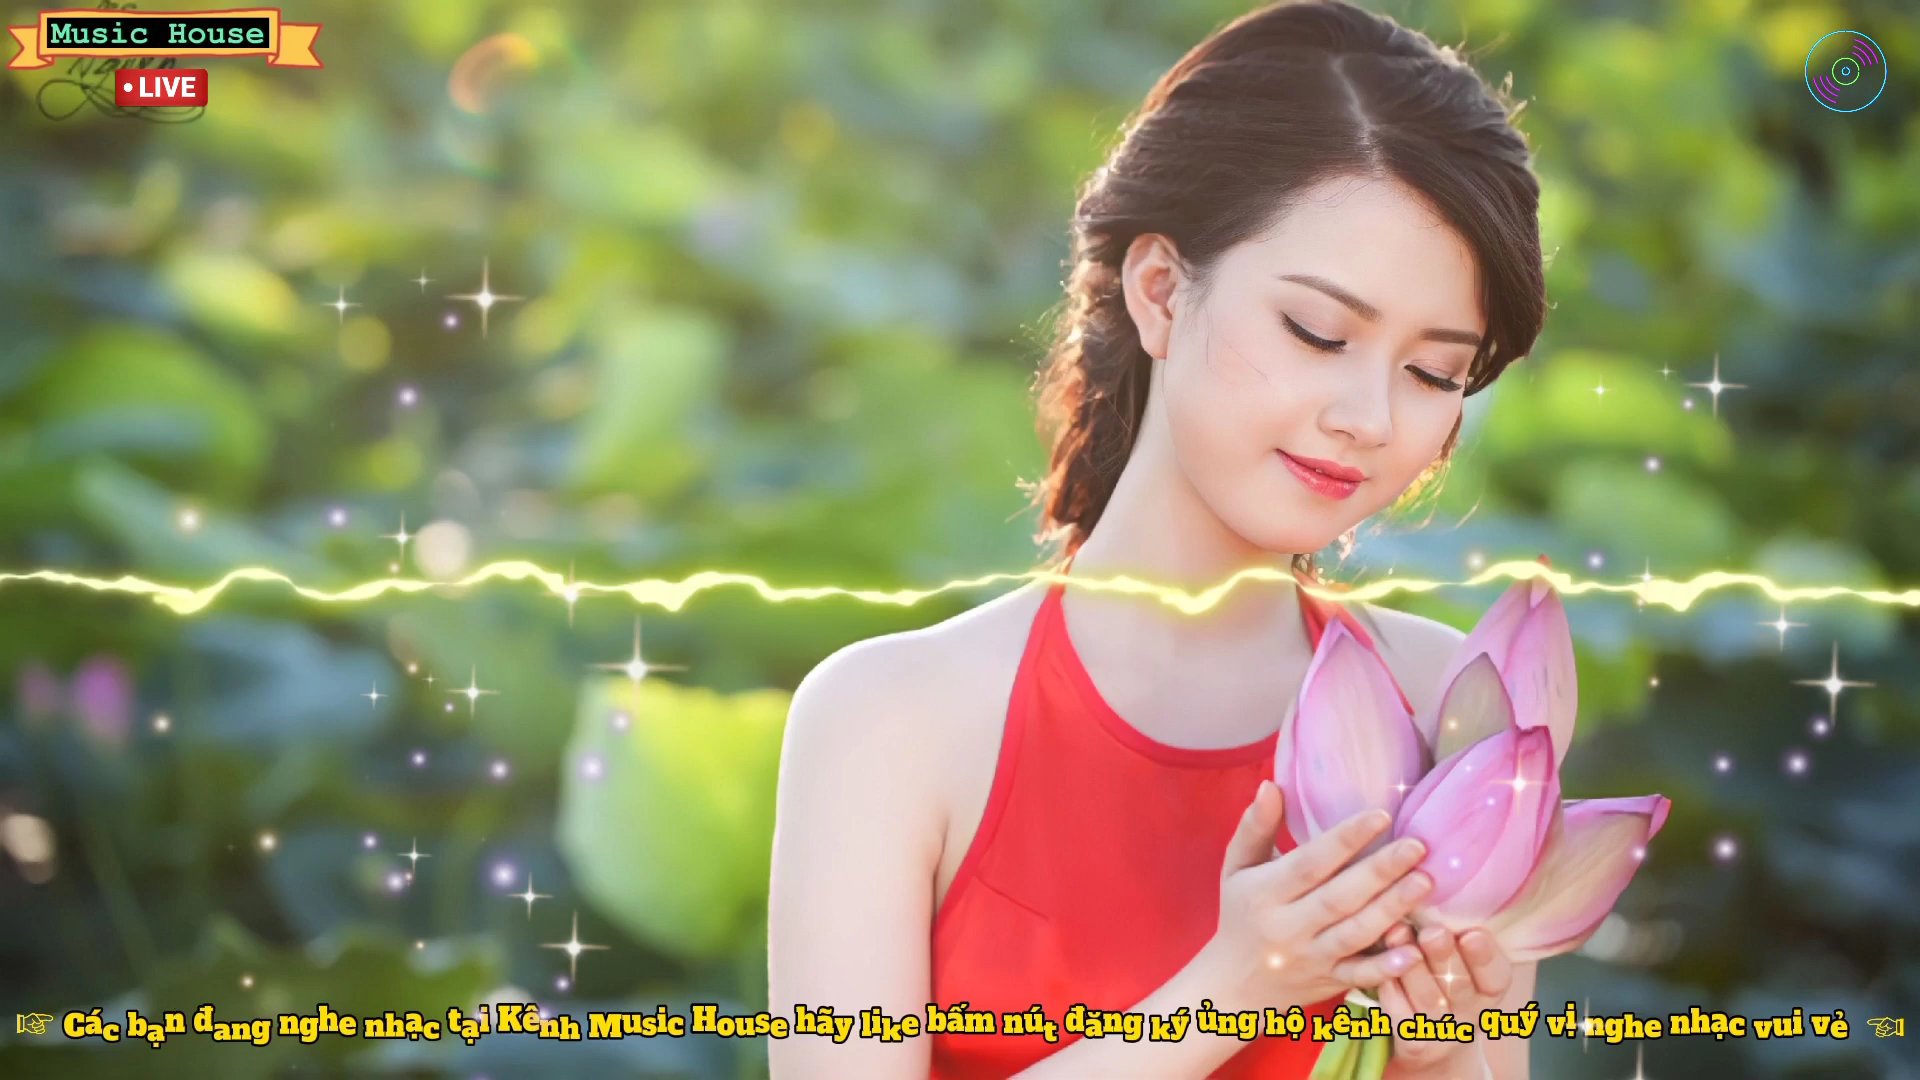 Music House
• LIVE
☞ Các bạn đang nghe nhạc tại Kênh Music House hãy like bấm nút đăng ký ủng hộ kênh chúc quý vị nghe nhạc vui vẻ ☜